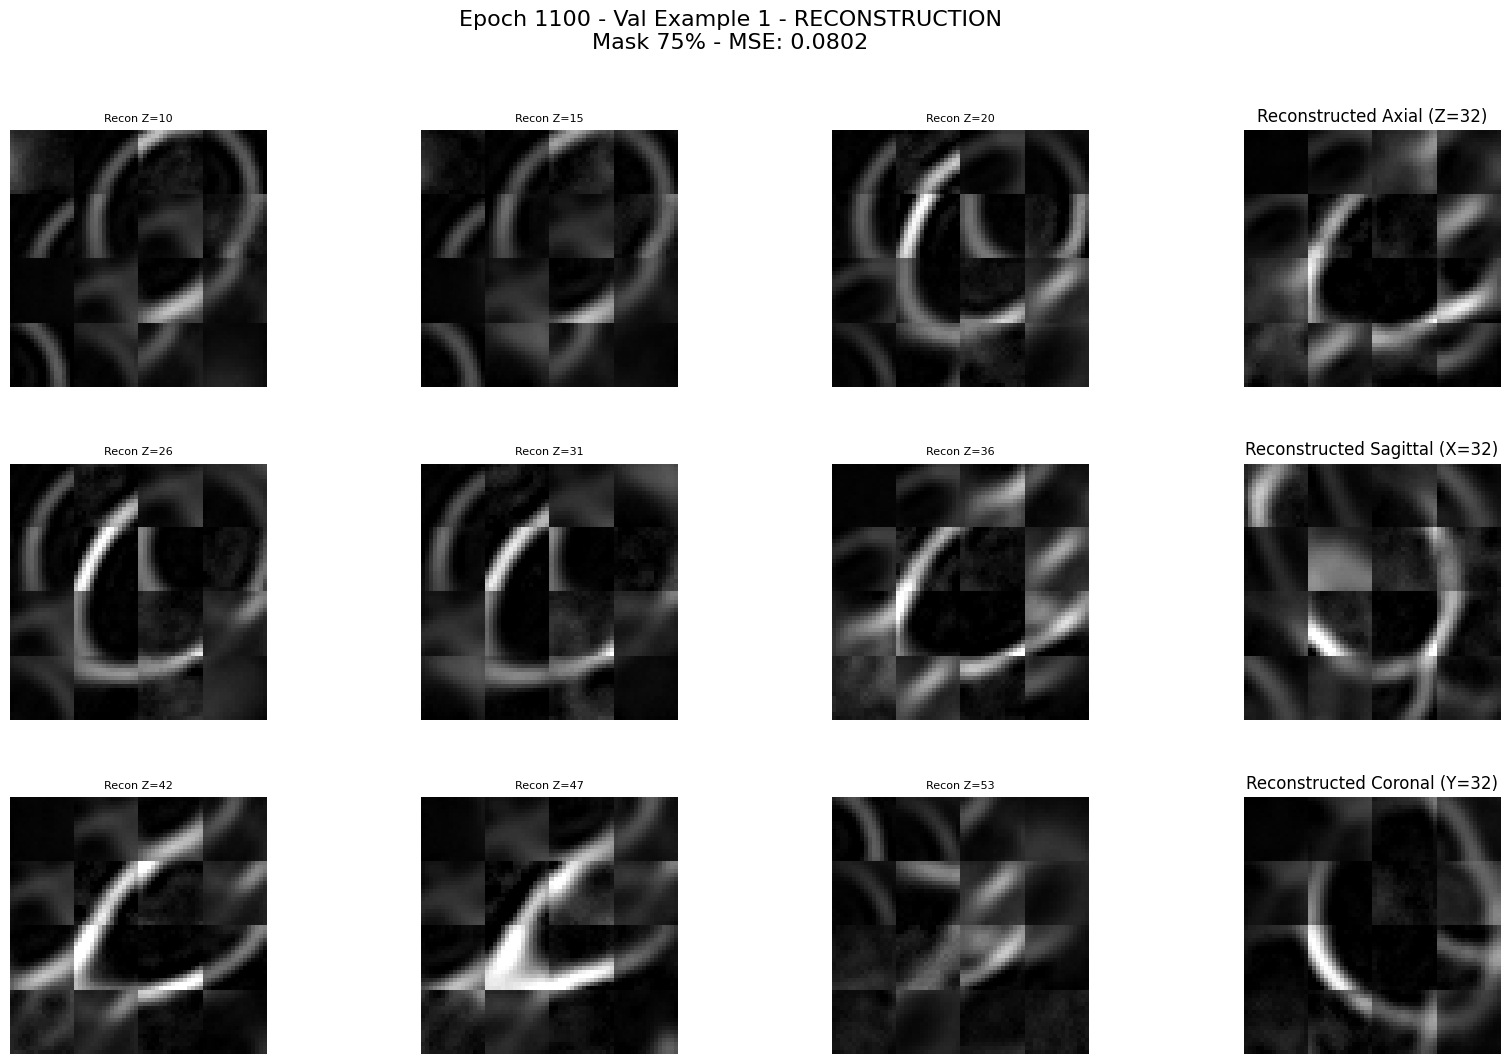 Epoch 1100 - Val Example 1 - RECONSTRUCTION
Mask 75% - MSE: 0.0802
Recon Z=10
Recon Z=15
Recon Z=20
Reconstructed Axial (Z=32)
Recon Z=26
Recon Z=31
Recon Z=36
Reconstructed Sagittal (X=32)
Recon Z=42
Recon Z=47
Recon Z=53
Reconstructed Coronal (Y=32)